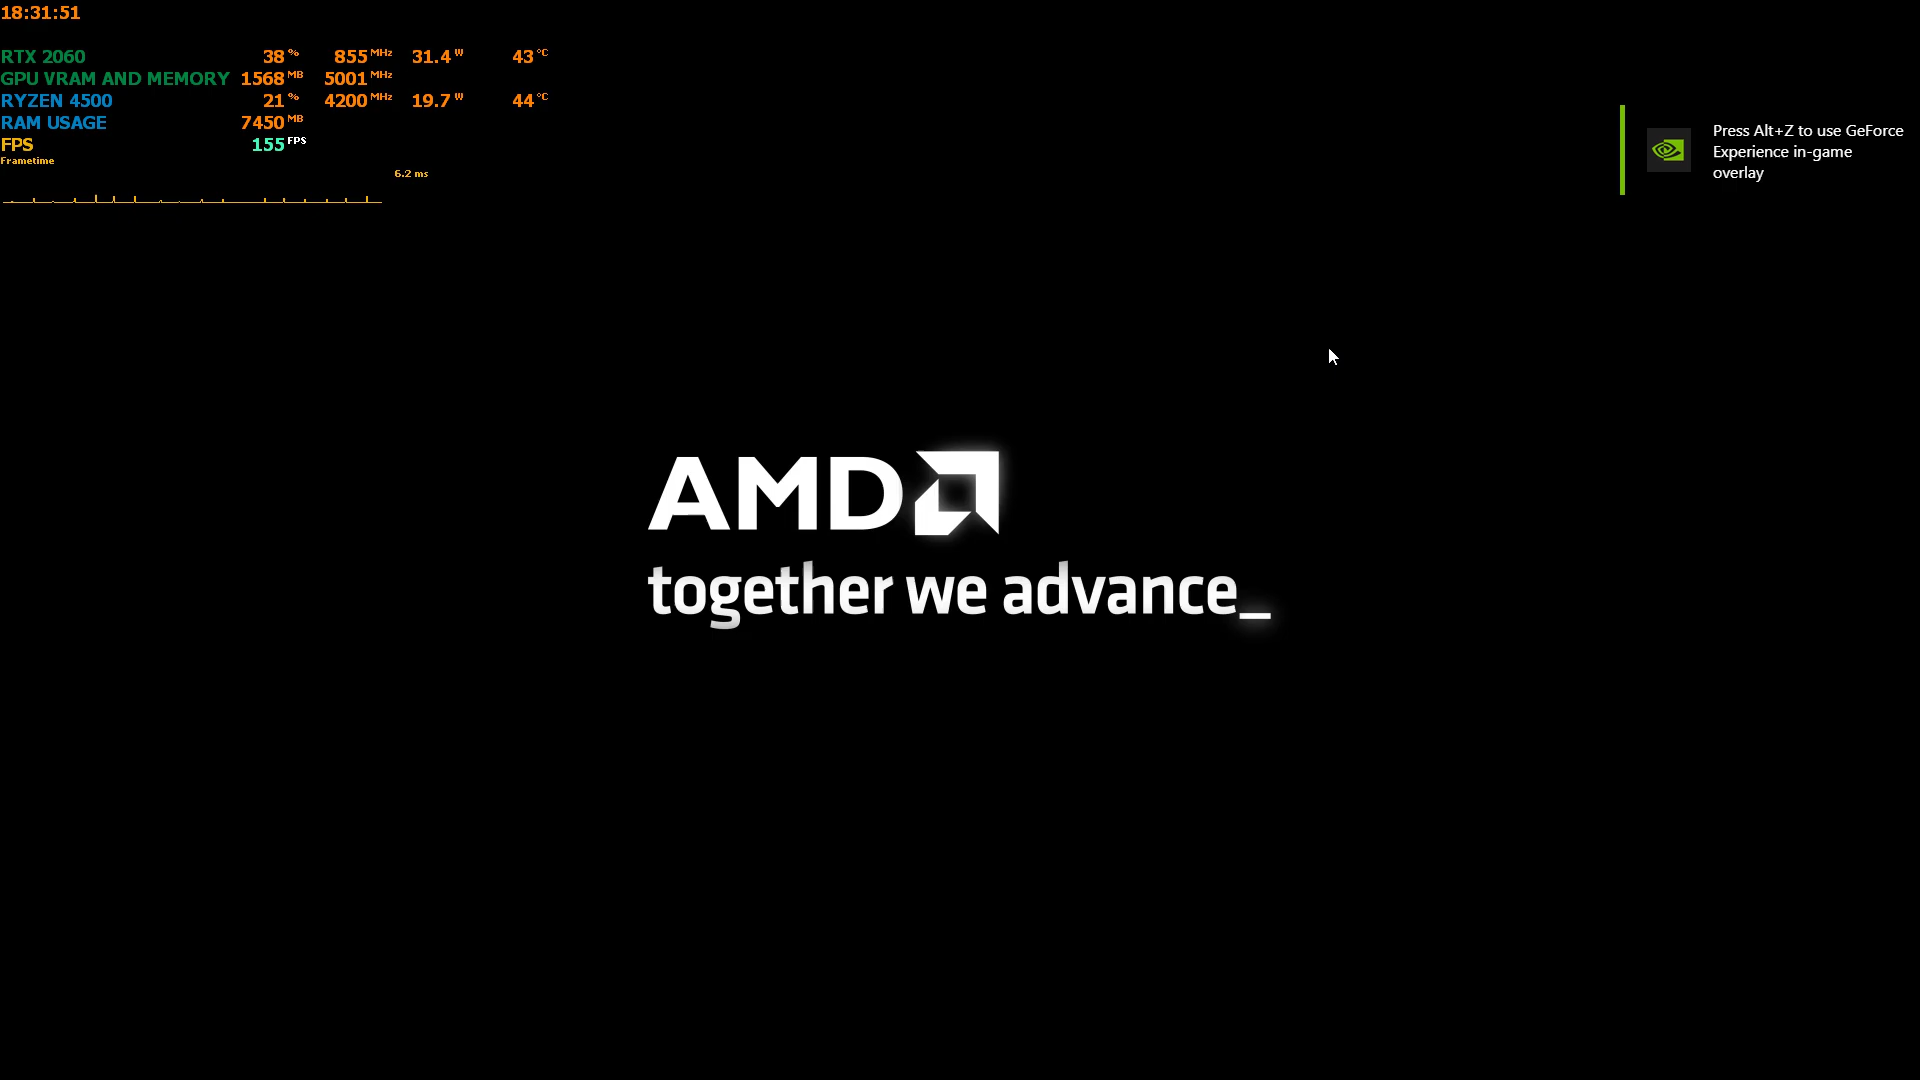 18:31:51
RTX 2060 38 % 855 MHz 31.4 W 43 °C
GPU VRAM AND MEMORY 1568 MB 5001 MHz
RYZEN 4500 21 % 4200 MHz 19.7 W 44 °C
RAM USAGE 7450 MB
FPS 155 FPS
Frametime
6.2 ms
Press Alt+Z to use GeForce
Experience in-game
overlay
AMD
together we advance_